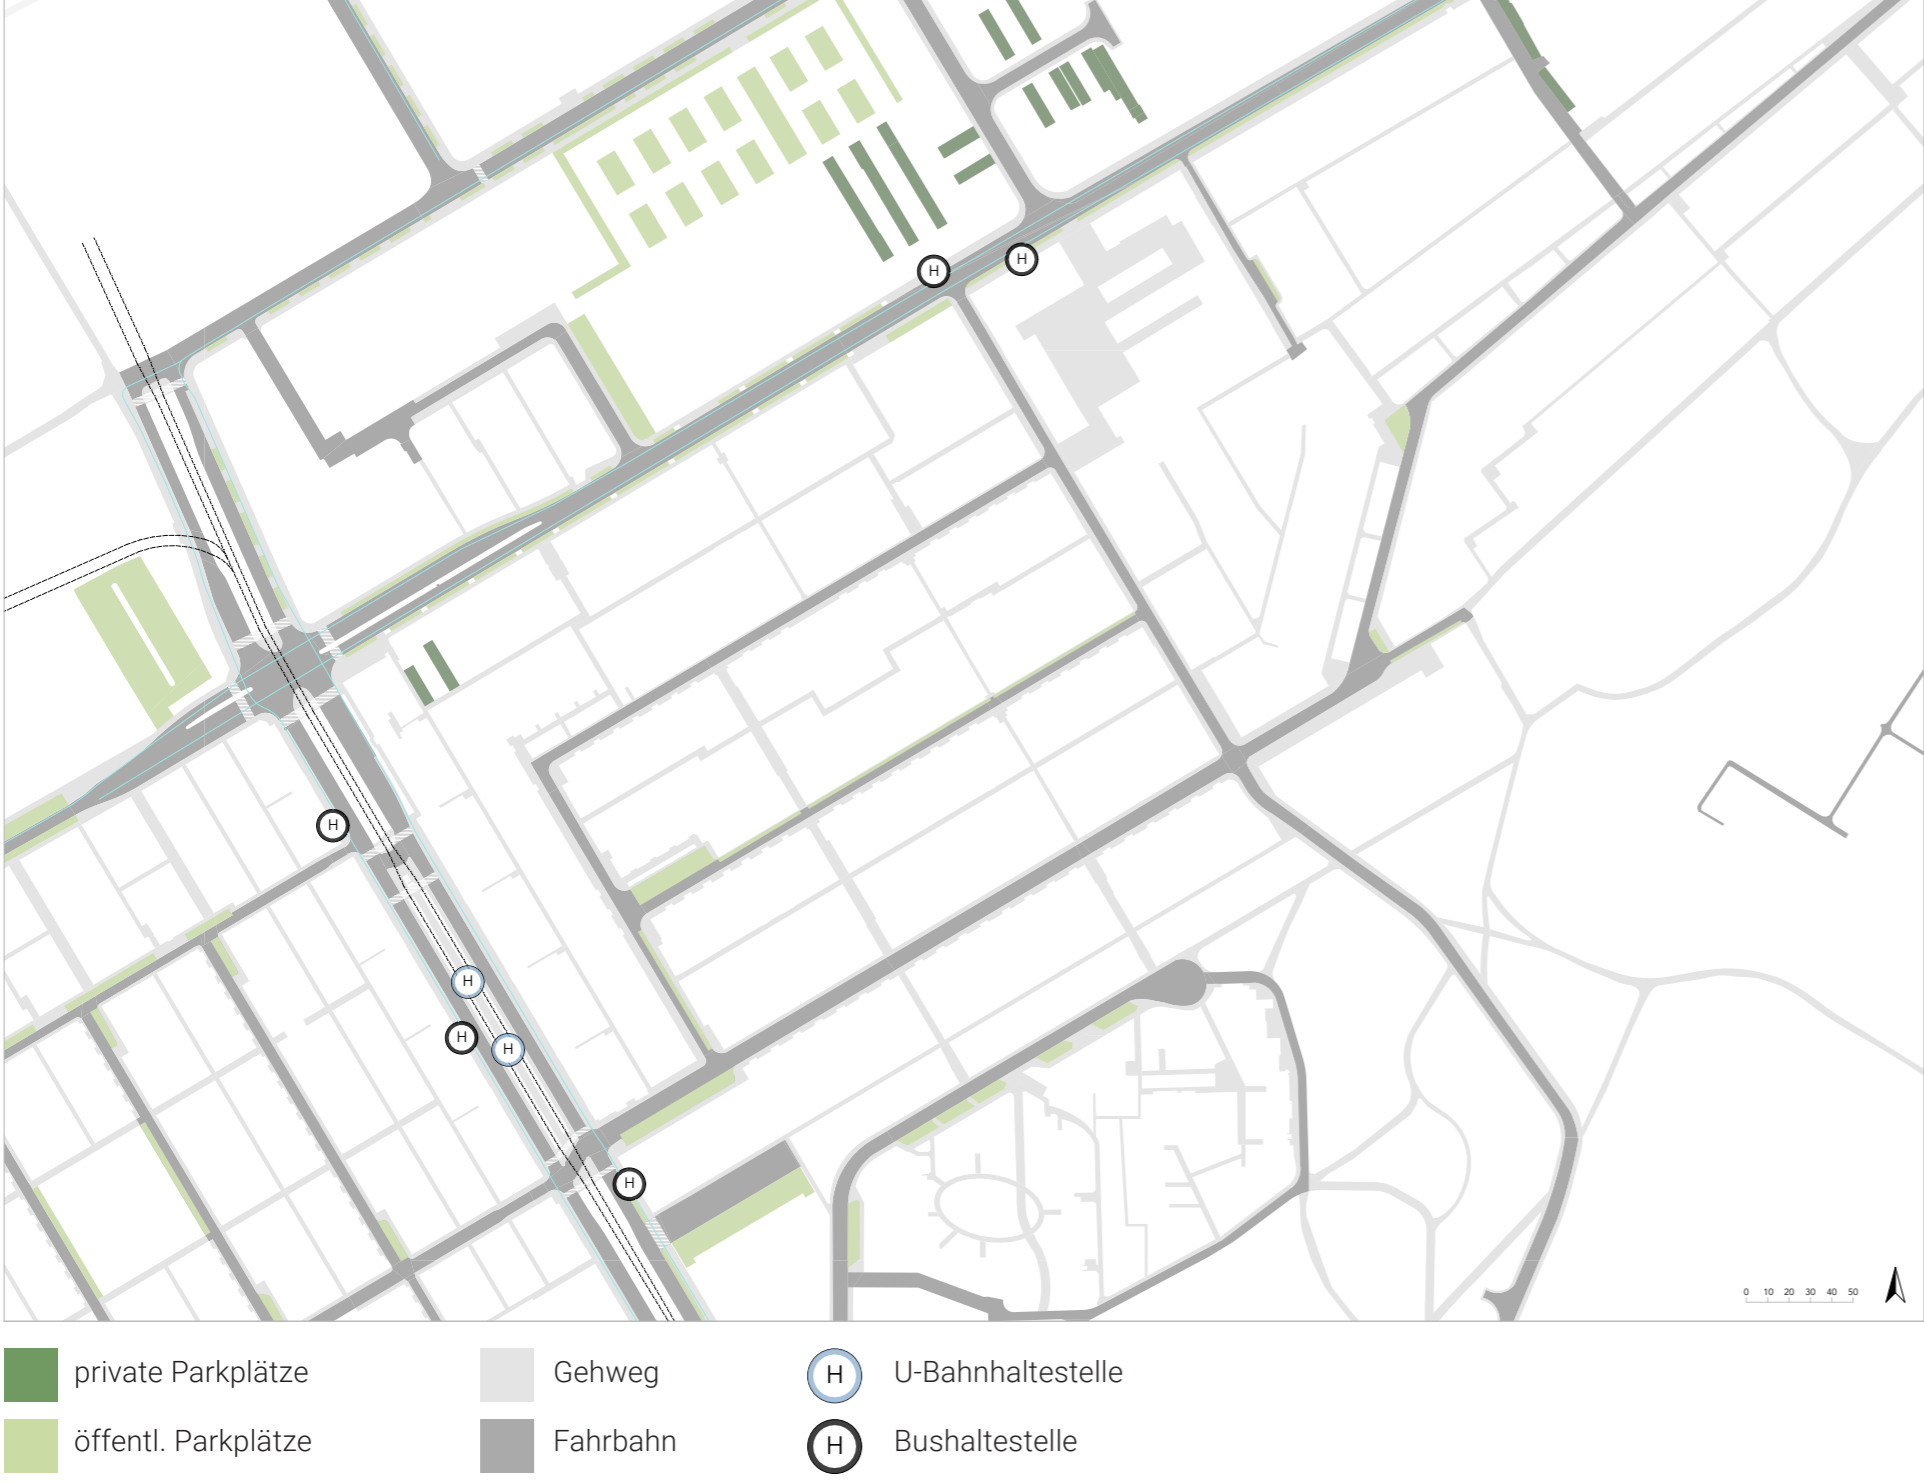 H
H
H
H
H
H
H
0 10 20 30 40 50
private Parkplätze
Gehweg
H
U-Bahnhaltestelle
öffentl. Parkplätze
Fahrbahn
H
Bushaltestelle